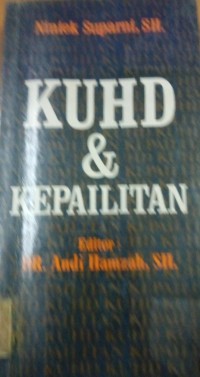 Niniek Suparni, SH.
KUHD
&
KEPAILITAN
Editor
DR. Andi Hamzah, SH.